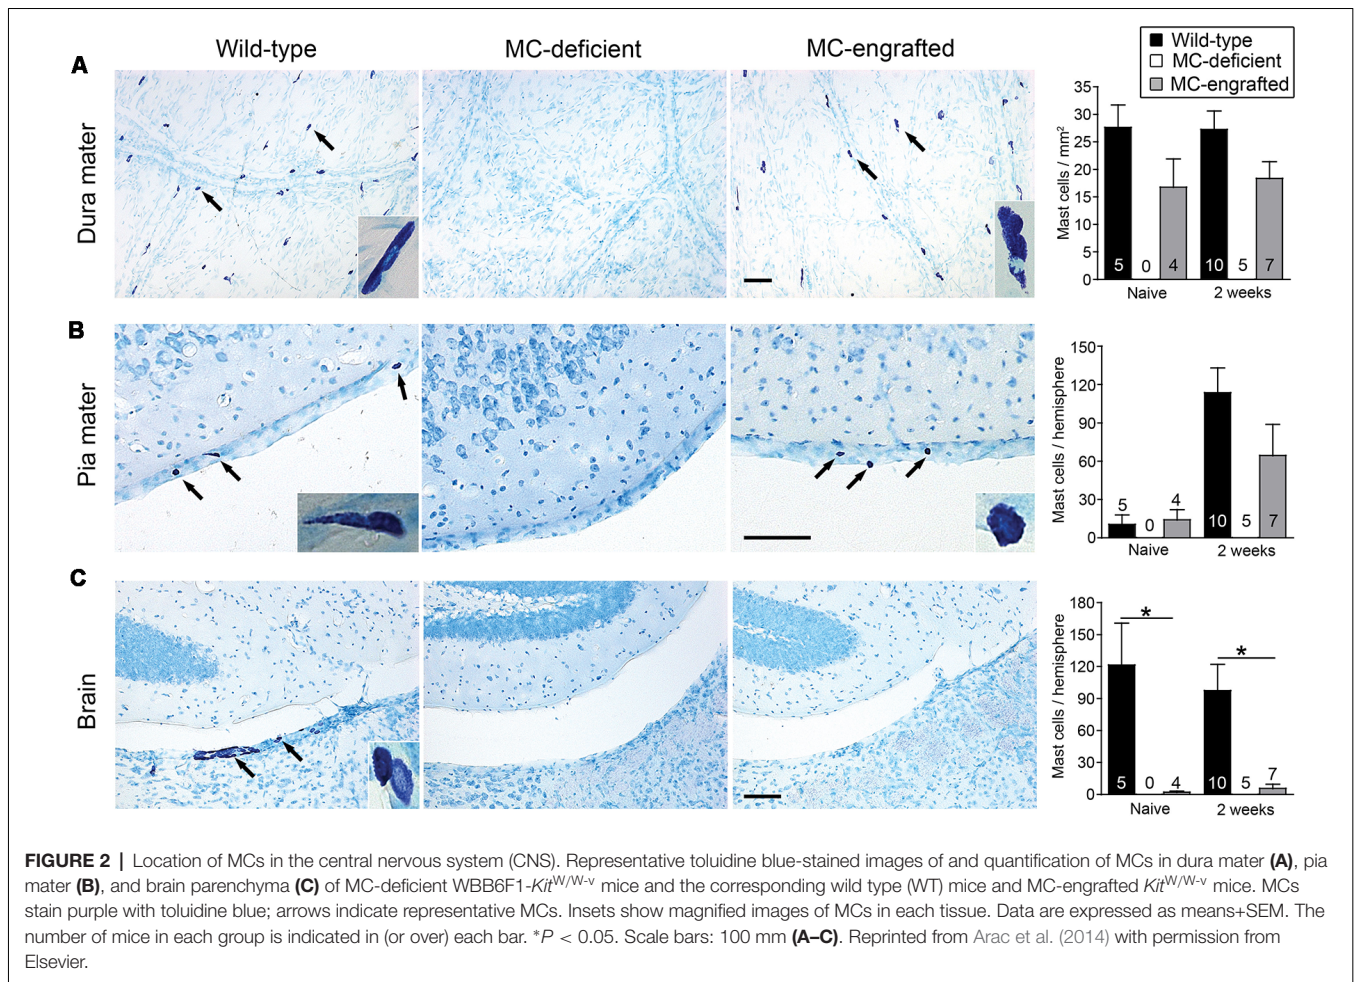 Wild-type
MC-deficient
MC-engrafted
Wild-type
MC-deficient
MC-engrafted
A
Dura mater
Mast cells / mm²
35
30
25
20
15
10
5
0
5
0
4
10
5
7
Naive
2 weeks
B
Pia mater
Mast cells / hemisphere
150
120
90
60
30
0
5
0
4
10
5
7
Naive
2 weeks
C
Brain
Mast cells / hemisphere
180
150
120
90
60
30
0
*
*
5
0
4
10
5
7
Naive
2 weeks
FIGURE 2 | Location of MCs in the central nervous system (CNS). Representative toluidine blue-stained images of and quantification of MCs in dura mater (A), pia
mater (B), and brain parenchyma (C) of MC-deficient WBB6F1-Kit^W/W-v mice and the corresponding wild type (WT) mice and MC-engrafted Kit^W/W-v mice. MCs
stain purple with toluidine blue; arrows indicate representative MCs. Insets show magnified images of MCs in each tissue. Data are expressed as means+SEM. The
number of mice in each group is indicated in (or over) each bar. *P < 0.05. Scale bars: 100 mm (A–C). Reprinted from Arac et al. (2014) with permission from
Elsevier.